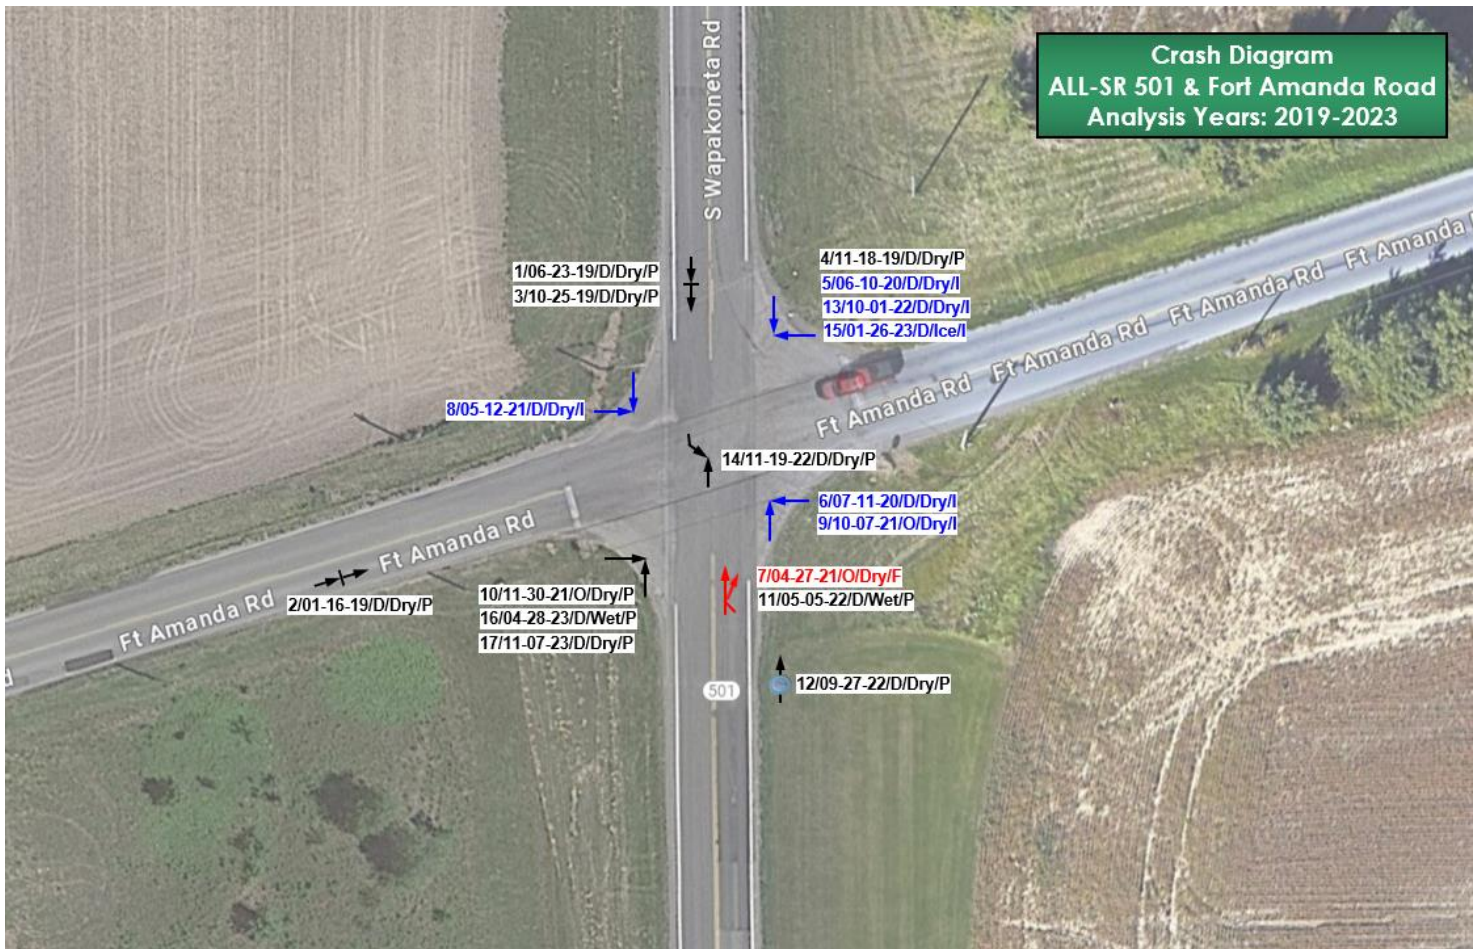 Crash Diagram
ALL-SR 501 & Fort Amanda Road
Analysis Years: 2019-2023
S Wapakoneta Rd
1/06-23-19/D/Dry/P
3/10-25-19/D/Dry/P
4/11-18-19/D/Dry/P
5/06-10-20/D/Dry/I
13/10-01-22/D/Dry/I
15/01-26-23/D/Ice/I
Ft Amanda Rd
Ft Amanda Rd
Ft Amanda Rd
Ft Amanda
8/05-12-21/D/Dry/I
14/11-19-22/D/Dry/P
6/07-11-20/D/Dry/I
9/10-07-21/O/Dry/I
Ft Amanda Rd
Ft Amanda Rd
2/01-16-19/D/Dry/P
10/11-30-21/O/Dry/P
16/04-28-23/D/Wet/P
17/11-07-23/D/Dry/P
7/04-27-21/O/Dry/F
11/05-05-22/D/Wet/P
12/09-27-22/D/Dry/P
501